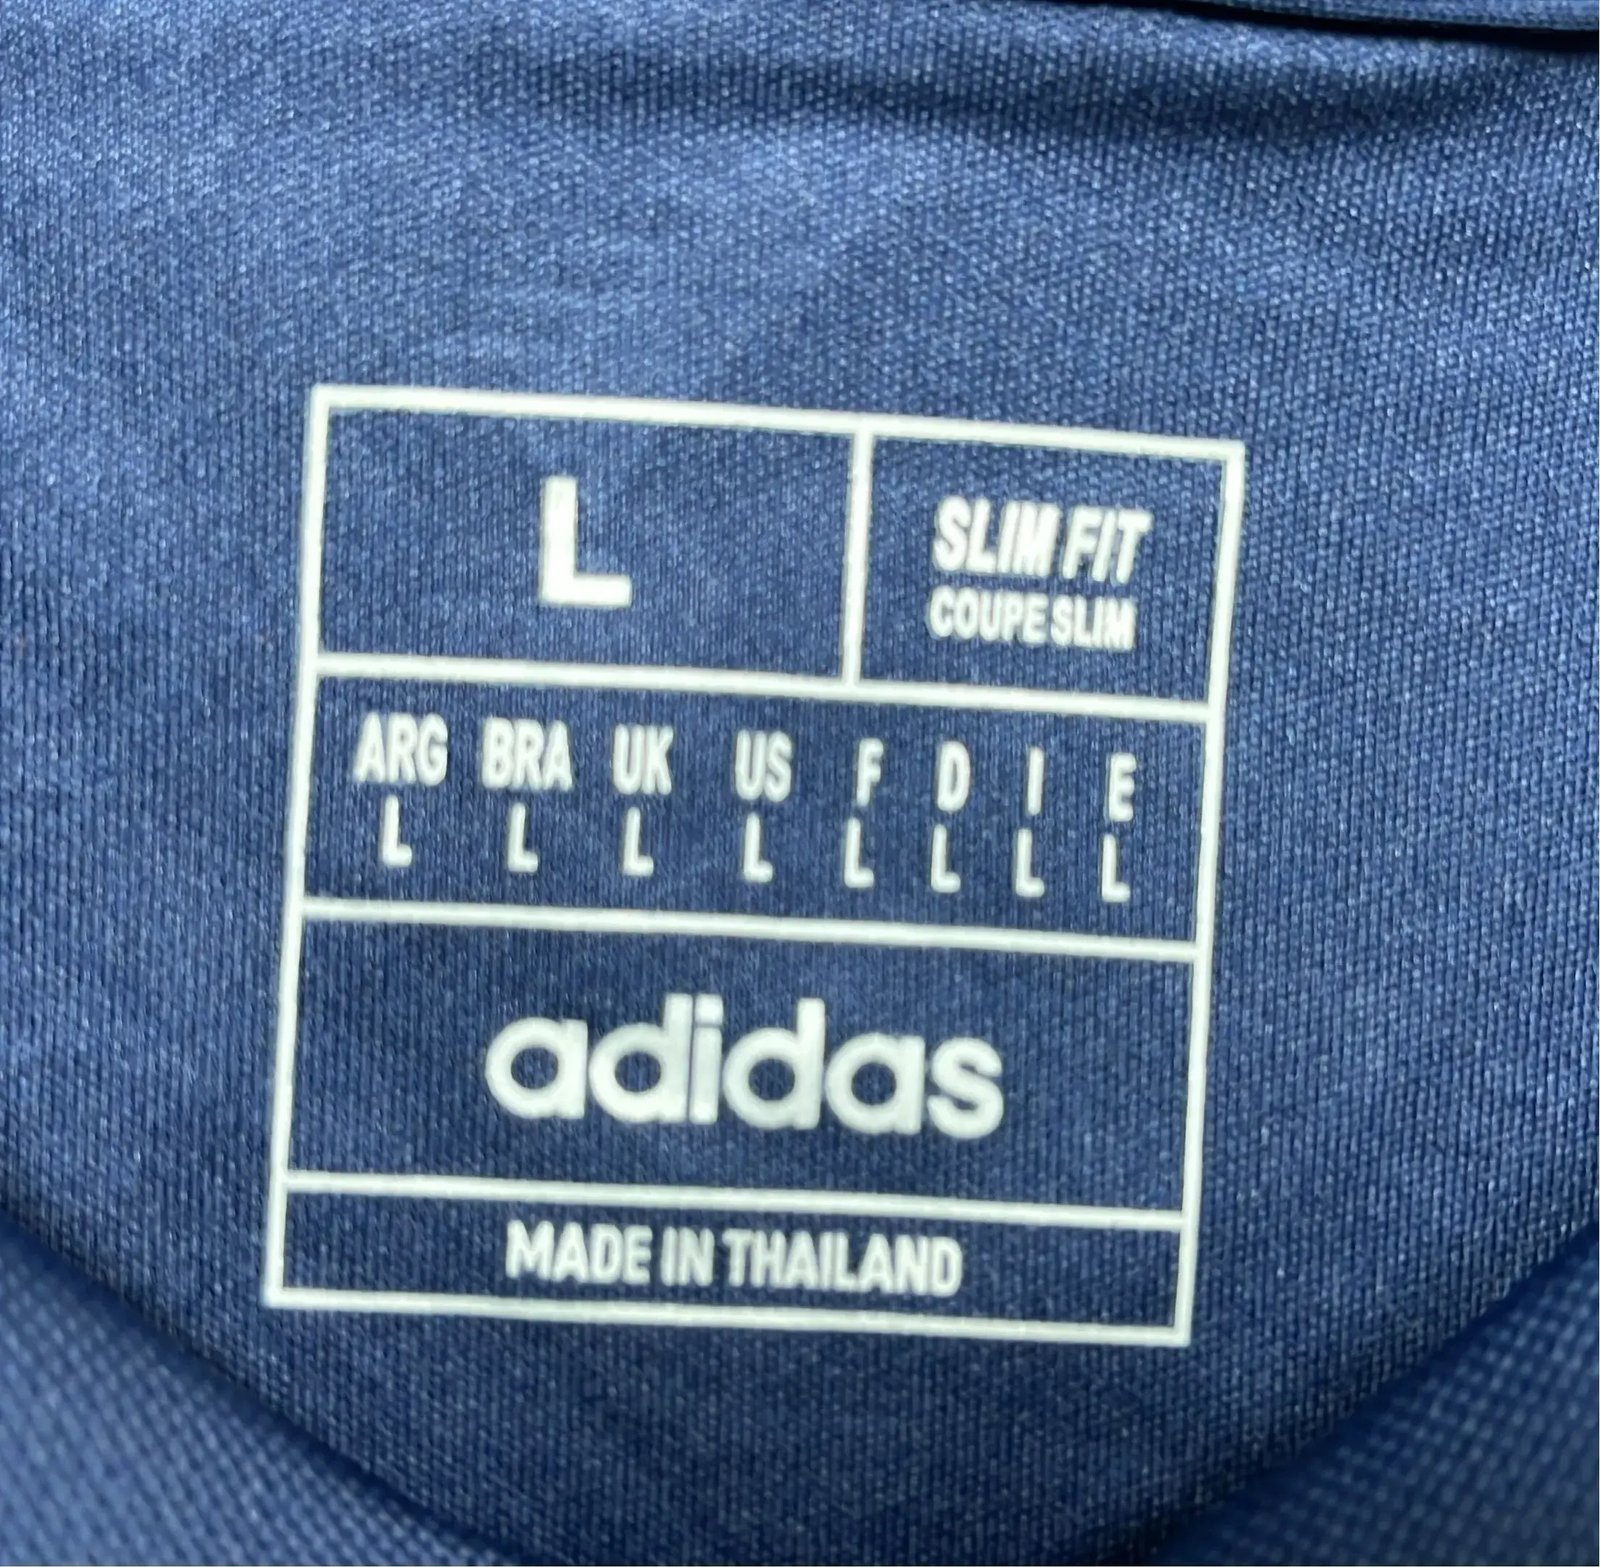 L
SLIM FIT
COUPE SLIM
ARG BRA UK US F D I E
L L L L L L L L
adidas
MADE IN THAILAND